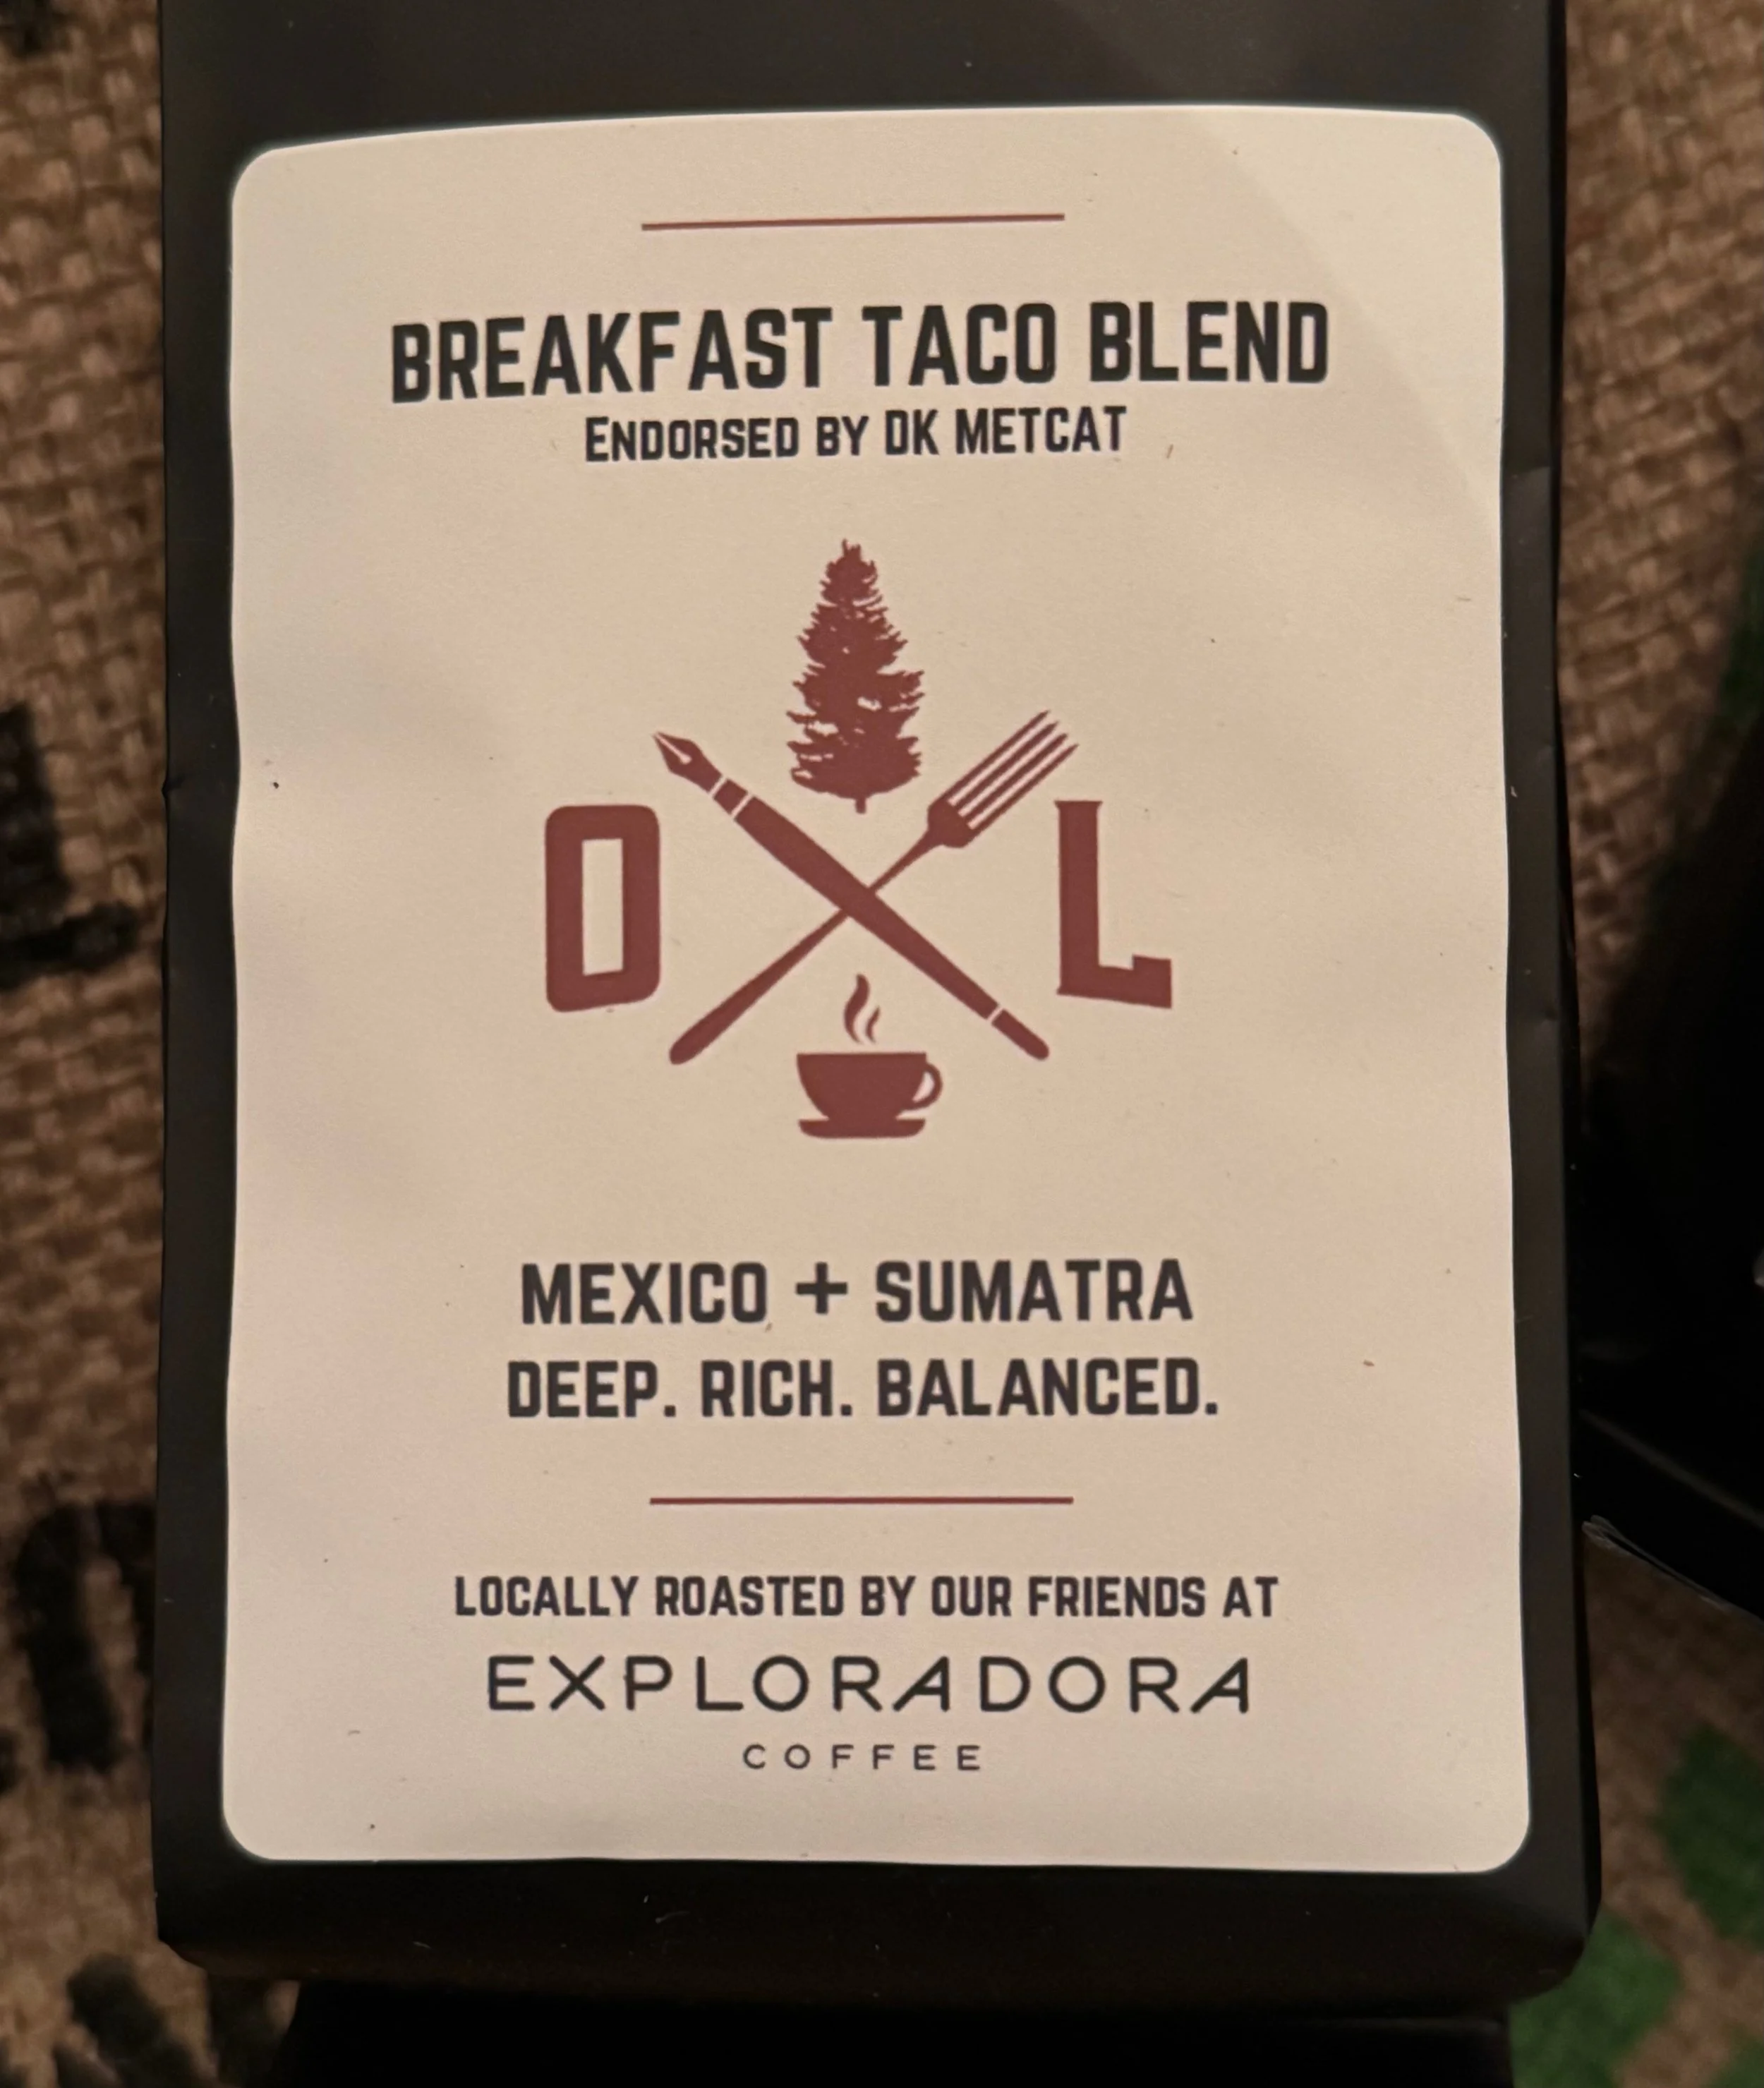 BREAKFAST TACO BLEND
ENDORSED BY DK METCAT
O L
MEXICO + SUMATRA
DEEP. RICH. BALANCED.
LOCALLY ROASTED BY OUR FRIENDS AT
EXPLORADORA
COFFEE